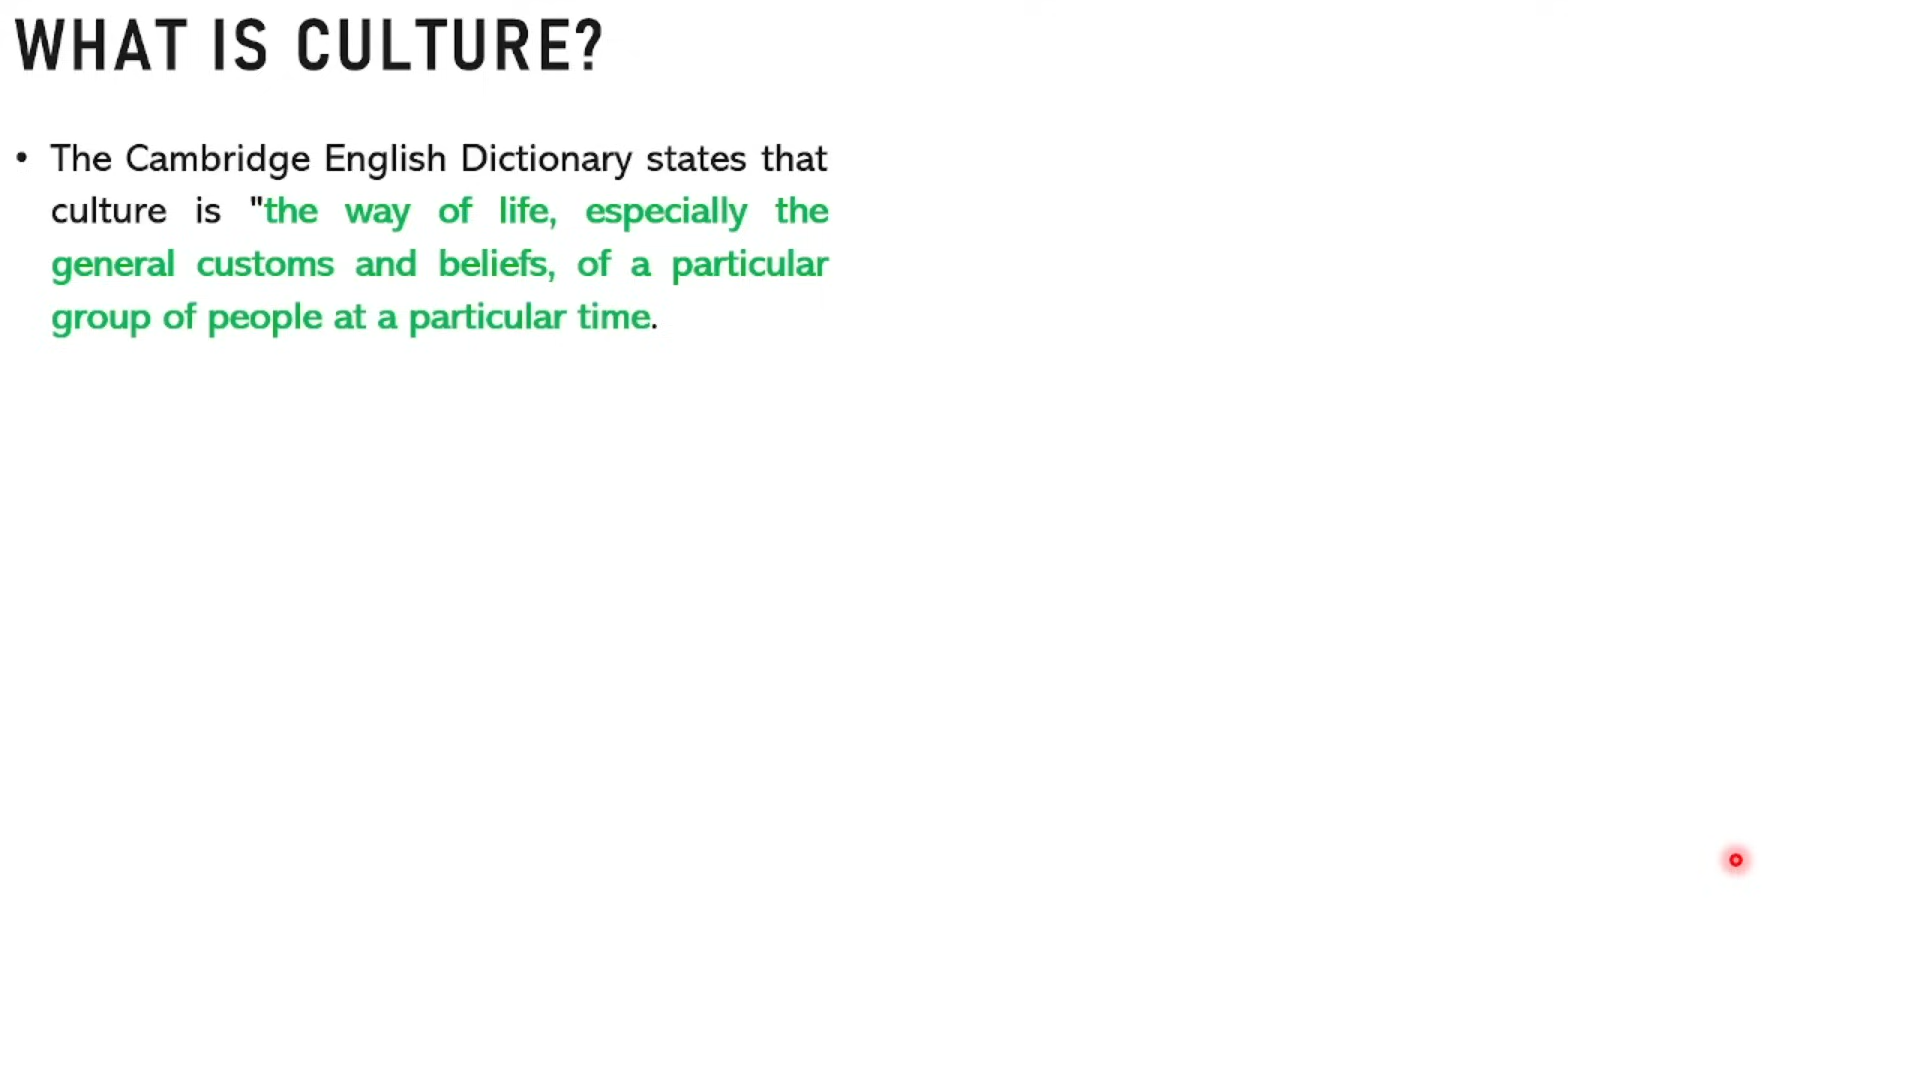 WHAT IS CULTURE?
• The Cambridge English Dictionary states that
culture is "the way of life, especially the
general customs and beliefs, of a particular
group of people at a particular time.